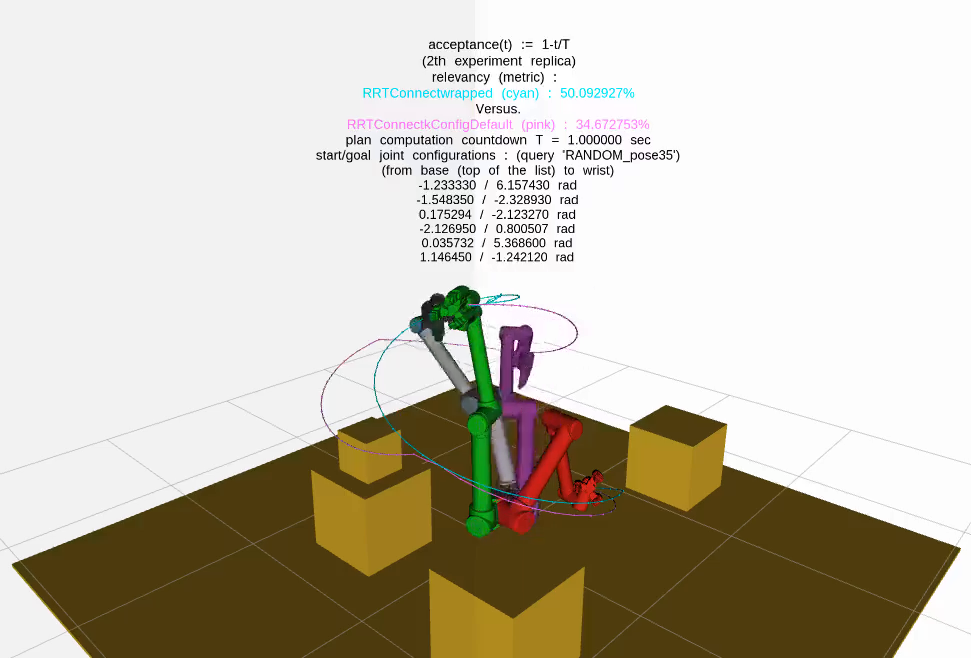 acceptance(t) := 1-t/T
(2th experiment replica)
relevancy (metric) :
RRTConnectwrapped (cyan) : 50.092927%
Versus.
RRTConnectkConfigDefault (pink) : 34.672753%
plan computation countdown T = 1.000000 sec
start/goal joint configurations : (query 'RANDOM_pose35')
(from base (top of the list) to wrist)
-1.233330 / 6.157430 rad
-1.548350 / -2.328930 rad
0.175294 / -2.123270 rad
-2.126950 / 0.800507 rad
0.035732 / 5.368600 rad
1.146450 / -1.242120 rad